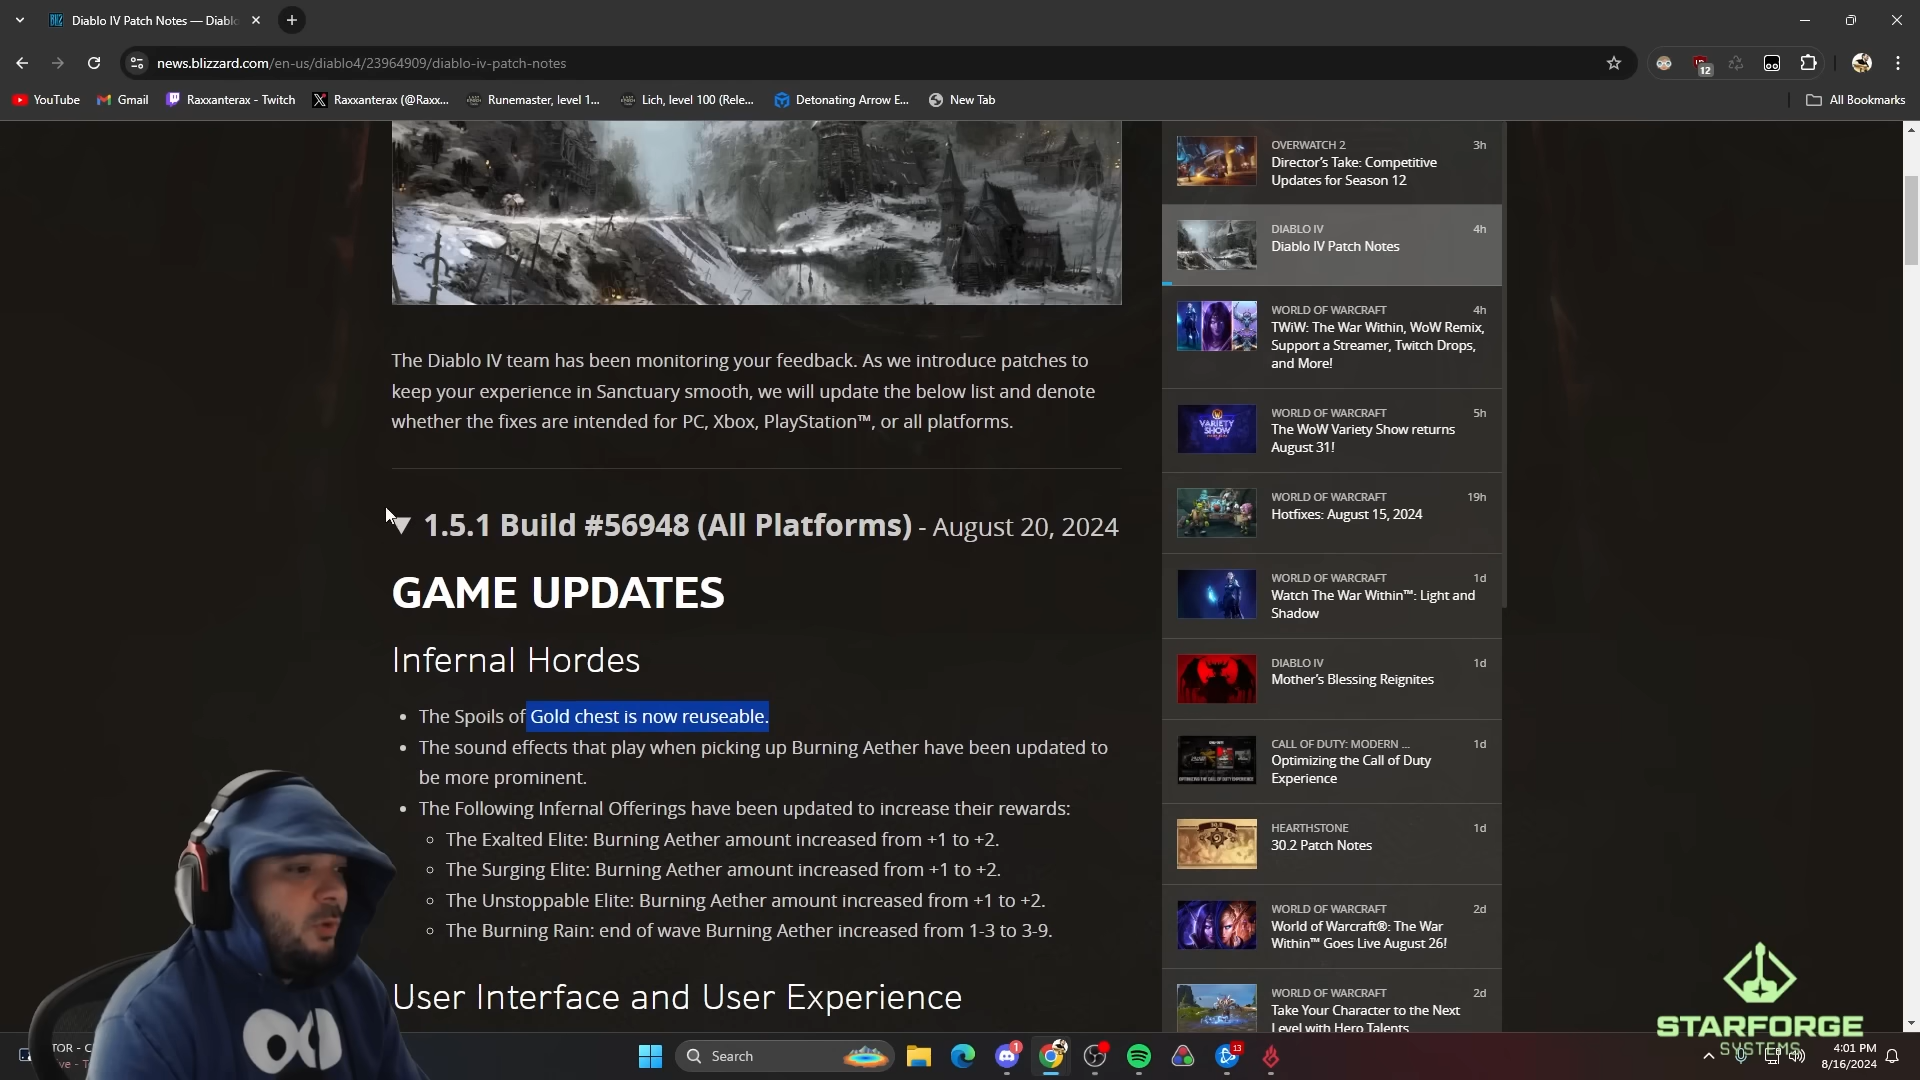 Diablo IV Patch Notes — Diablo
news.blizzard.com/en-us/diablo4/23964909/diablo-iv-patch-notes
12
YouTube
Gmail
Raxxanterax - Twitch
Raxxanterax (@Raxx...
Runemaster, level 1...
Lich, level 100 (Rele...
Detonating Arrow E...
New Tab
All Bookmarks
The Diablo IV team has been monitoring your feedback. As we introduce patches to
keep your experience in Sanctuary smooth, we will update the below list and denote
whether the fixes are intended for PC, Xbox, PlayStation™, or all platforms.
1.5.1 Build #56948 (All Platforms) - August 20, 2024
GAME UPDATES
Infernal Hordes
• The Spoils of Gold chest is now reuseable.
• The sound effects that play when picking up Burning Aether have been updated to
be more prominent.
• The Following Infernal Offerings have been updated to increase their rewards:
◦ The Exalted Elite: Burning Aether amount increased from +1 to +2.
◦ The Surging Elite: Burning Aether amount increased from +1 to +2.
◦ The Unstoppable Elite: Burning Aether amount increased from +1 to +2.
◦ The Burning Rain: end of wave Burning Aether increased from 1-3 to 3-9.
User Interface and User Experience
OVERWATCH 2 3h
Director's Take: Competitive
Updates for Season 12
DIABLO IV 4h
Diablo IV Patch Notes
WORLD OF WARCRAFT 4h
TWiW: The War Within, WoW Remix,
Support a Streamer, Twitch Drops,
and More!
VARIETY
SHOW
WORLD OF WARCRAFT 5h
The WoW Variety Show returns
August 31!
WORLD OF WARCRAFT 19h
Hotfixes: August 15, 2024
WORLD OF WARCRAFT 1d
Watch The War Within™: Light and
Shadow
DIABLO IV 1d
Mother's Blessing Reignites
CALL OF DUTY: MODERN ... 1d
Optimizing the Call of Duty
Experience
HEARTHSTONE 1d
30.2 Patch Notes
WORLD OF WARCRAFT 2d
World of Warcraft®: The War
Within™ Goes Live August 26!
WORLD OF WARCRAFT 2d
Take Your Character to the Next
Level with Hero Talents
STARFORGE
SYSTEMS
TOR - C
Search
1
13
4:01 PM
8/16/2024